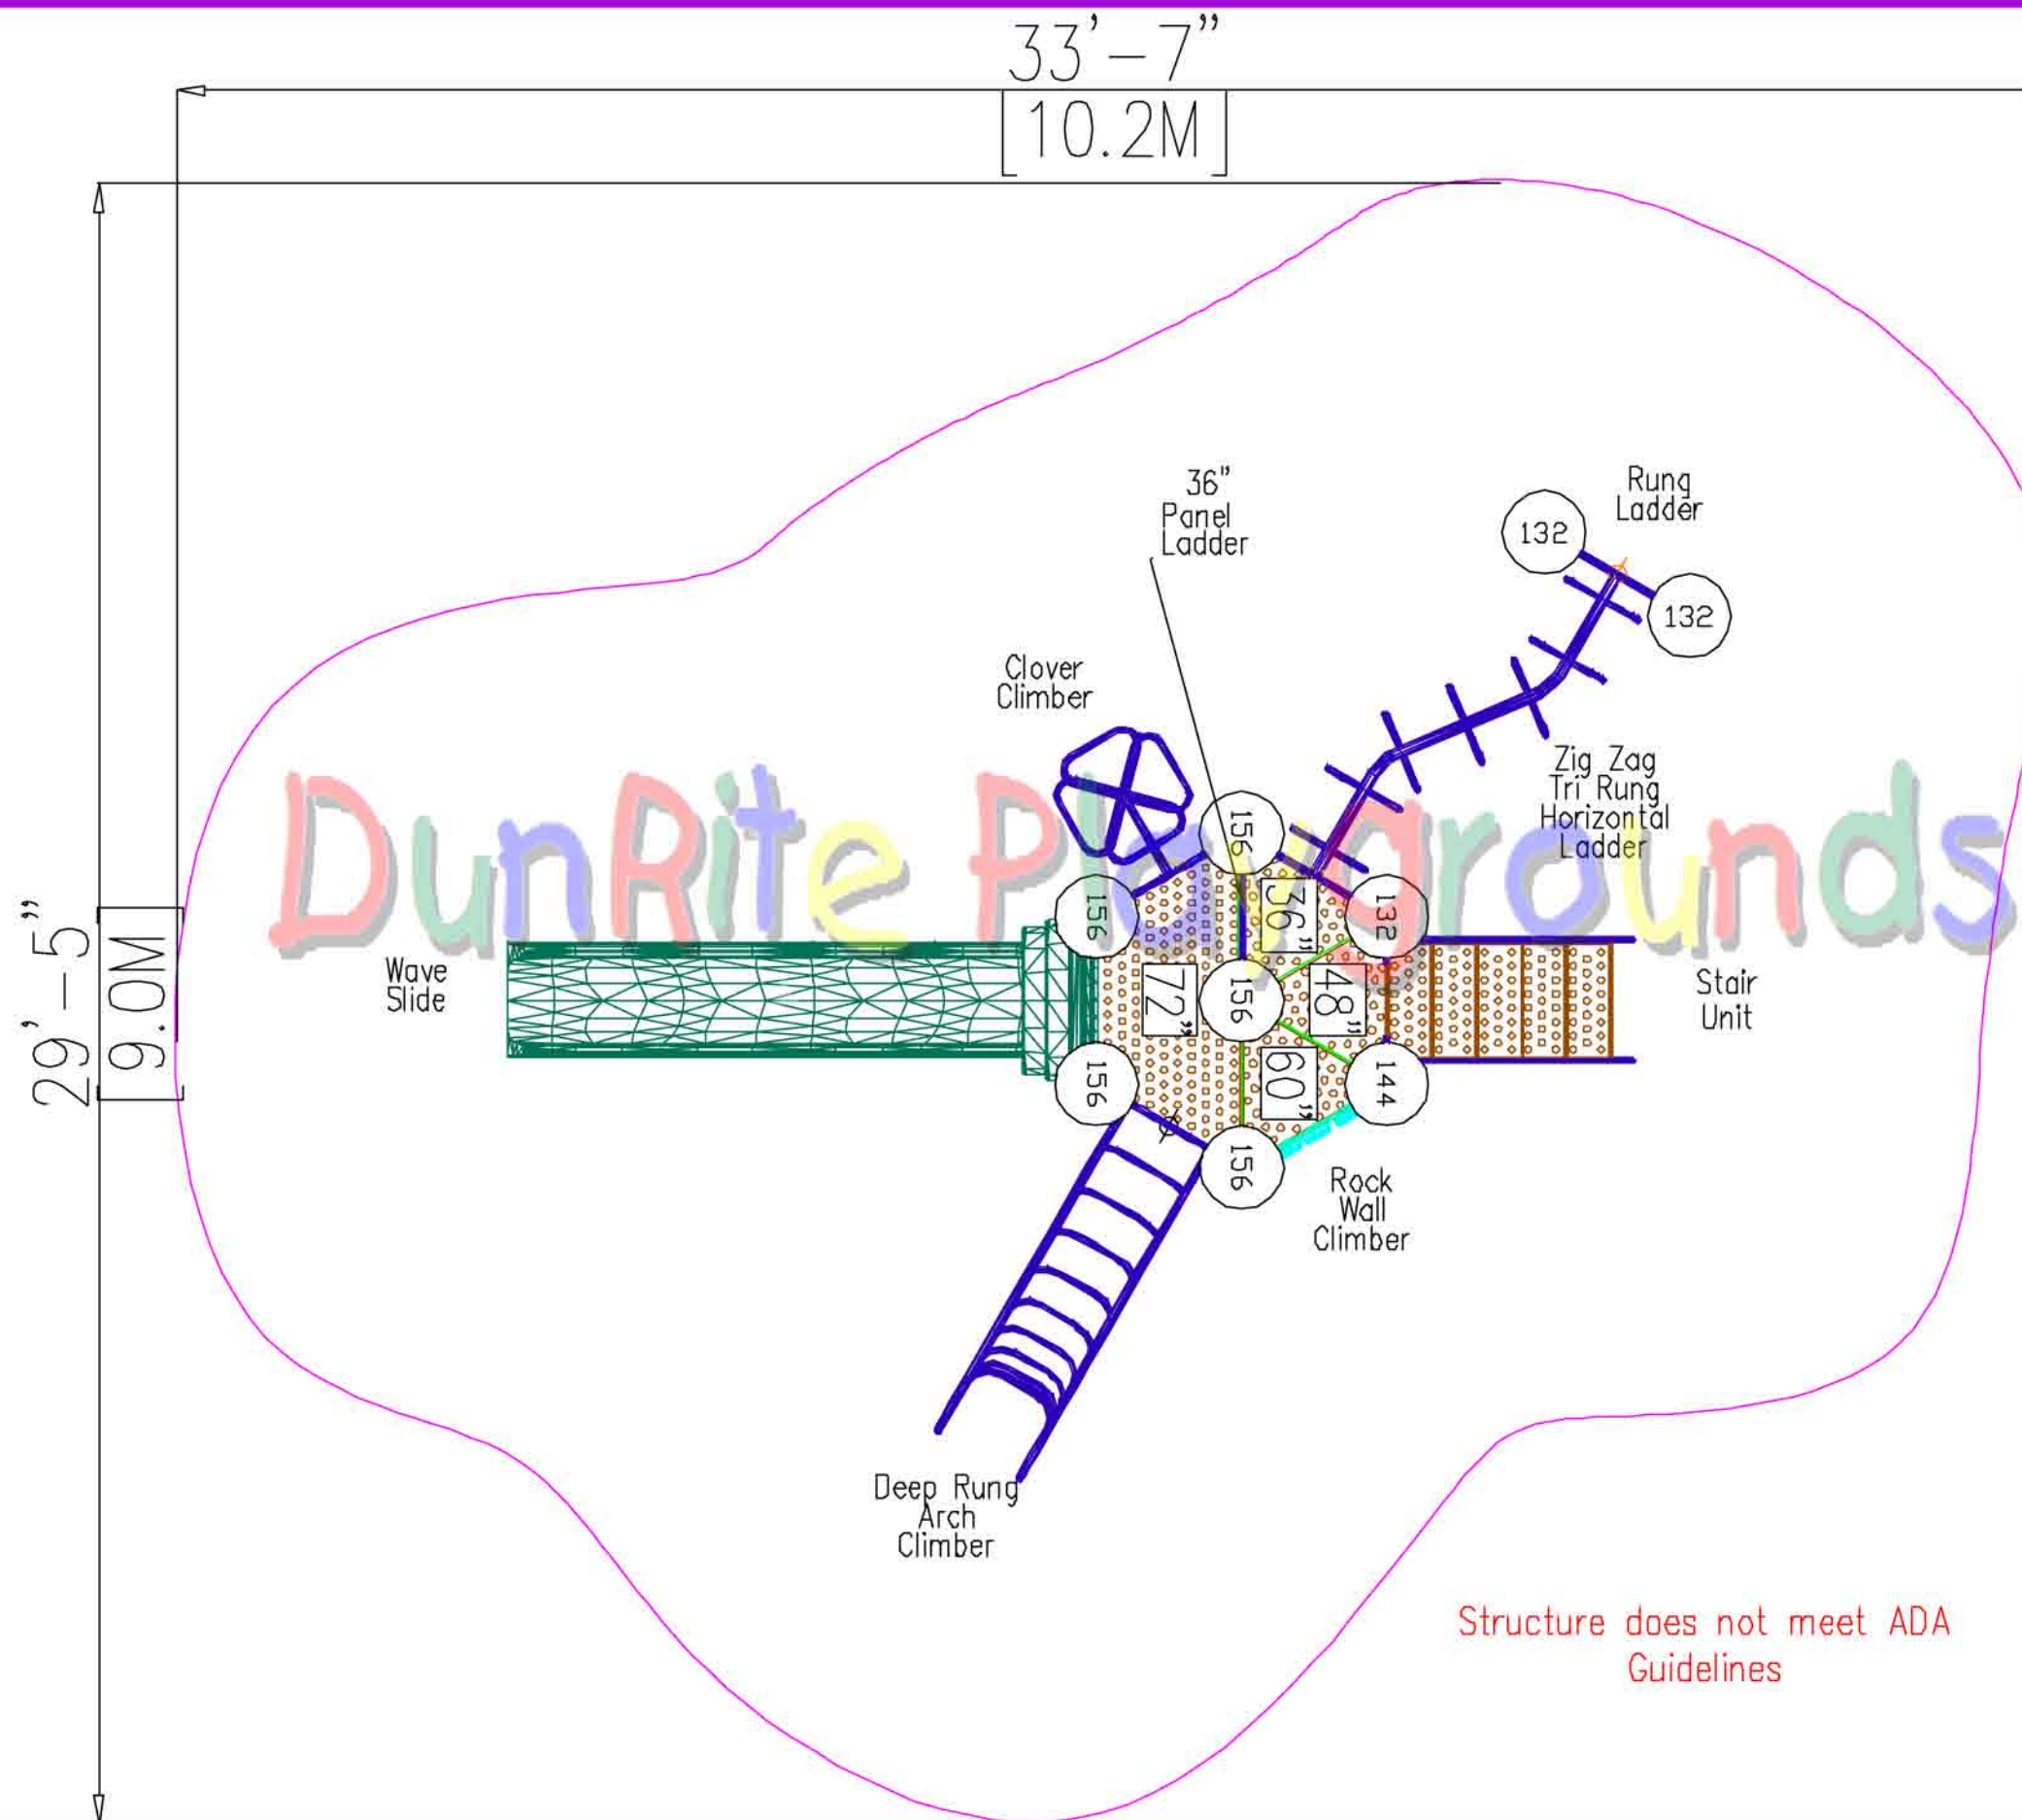 33'-7"
[10.2M]
29'-5"
9.0M
36"
Panel
Ladder
Rung
Ladder
132
132
Clover
Climber
Zig Zag
Tri Rung
Horizontal
Ladder
DunRite Playgrounds
156
156
36"
132
Wave
Slide
72"
156
48"
Stair
Unit
156
60"
144
156
Rock
Wall
Climber
Deep Rung
Arch
Climber
Structure does not meet ADA
Guidelines